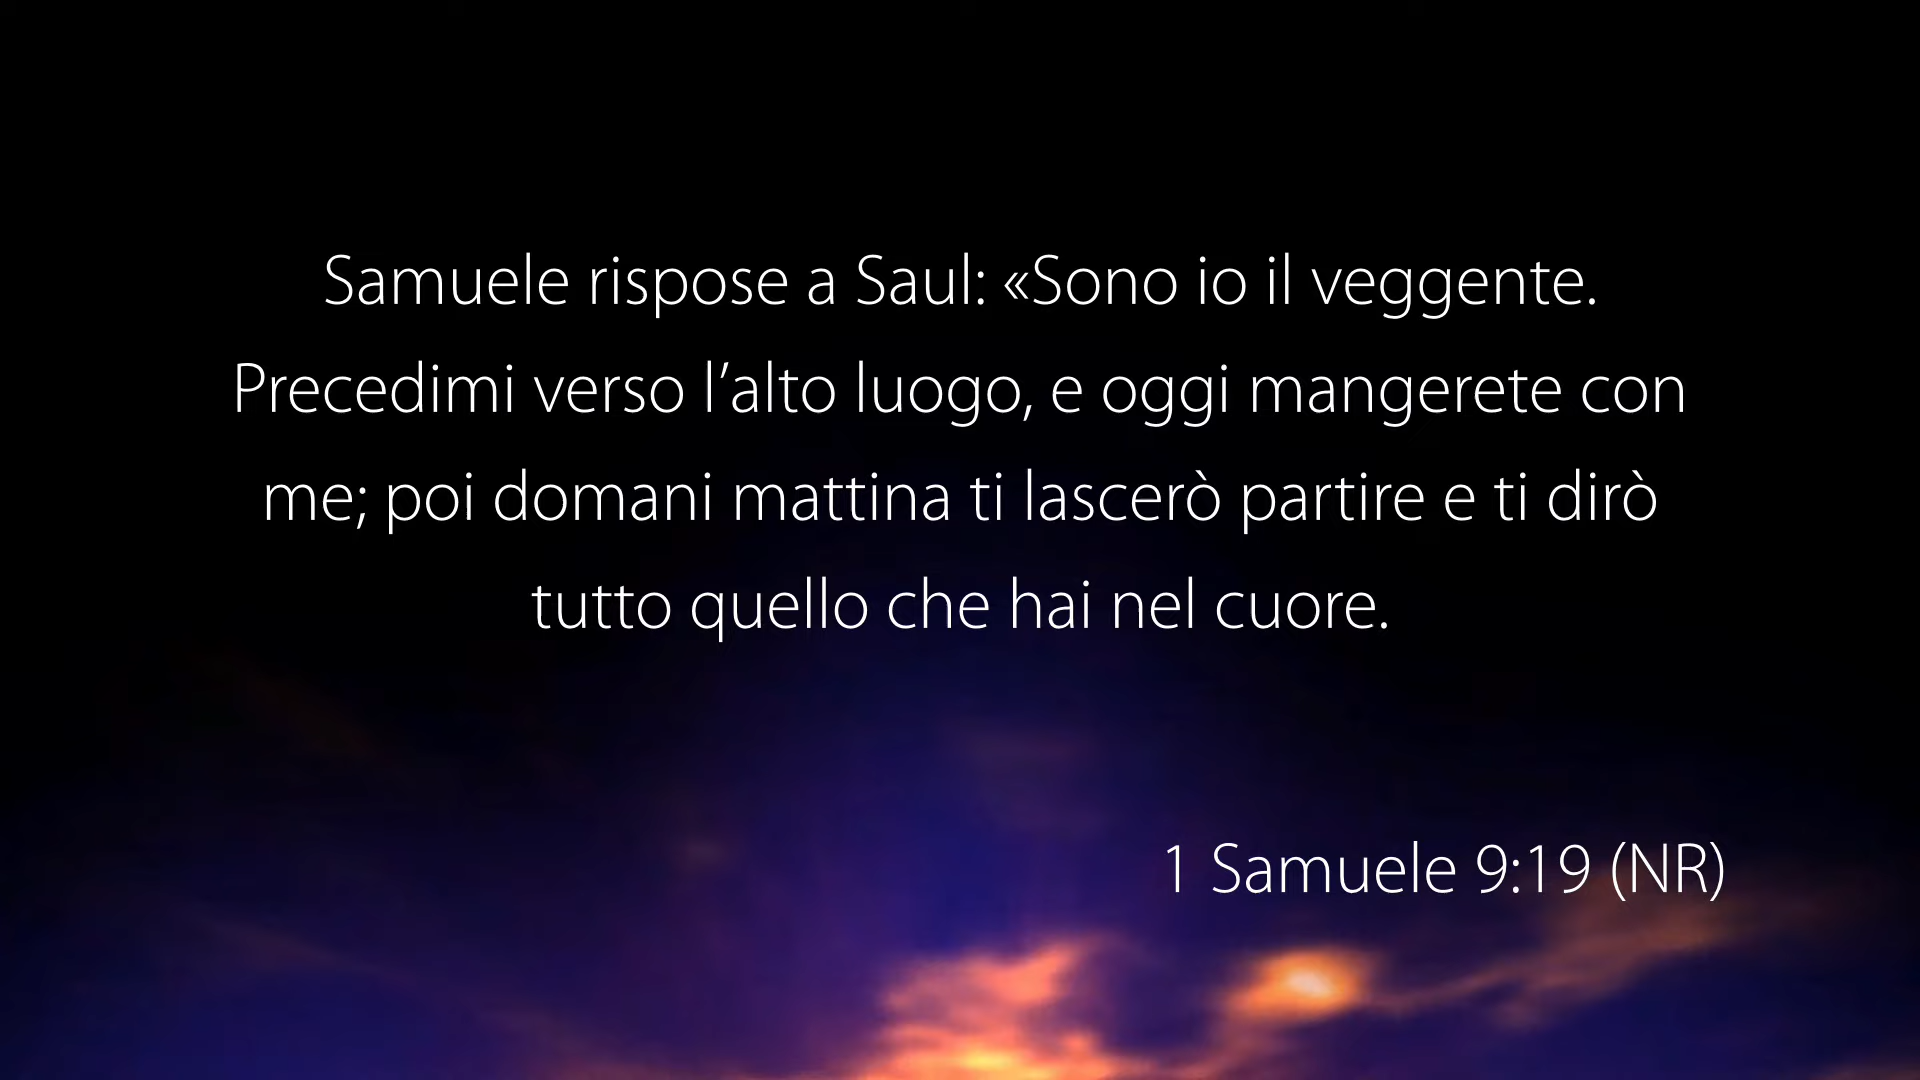 Samuele rispose a Saul: «Sono io il veggente.
Precedimi verso l’alto luogo, e oggi mangerete con
me; poi domani mattina ti lascerò partire e ti dirò
tutto quello che hai nel cuore.
1 Samuele 9:19 (NR)